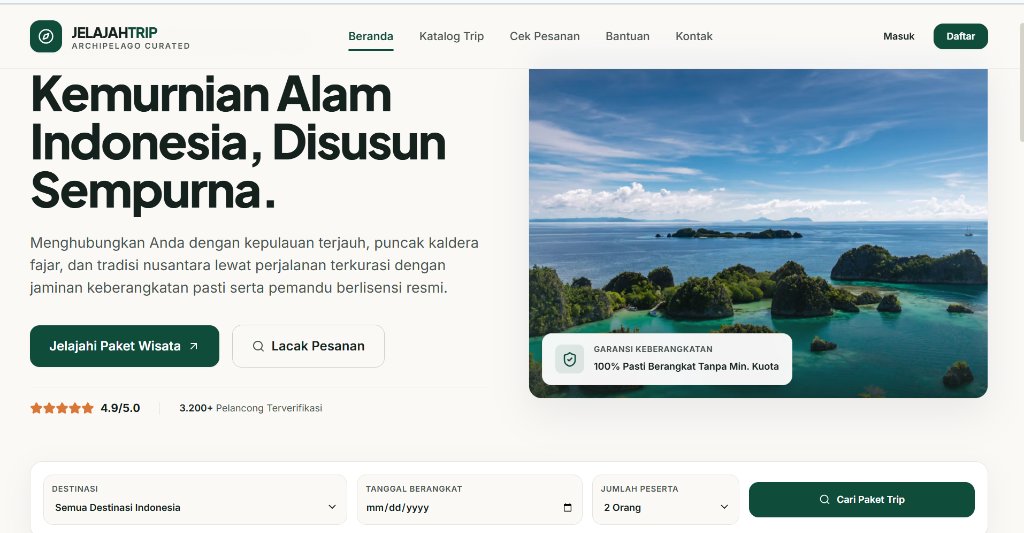 JELAJAHTRIP
ARCHIPELAGO CURATED
Beranda
Katalog Trip
Cek Pesanan
Bantuan
Kontak
Masuk
Daftar
Kemurnian Alam
Indonesia, Disusun
Sempurna.
Menghubungkan Anda dengan kepulauan terjauh, puncak kaldera
fajar, dan tradisi nusantara lewat perjalanan terkurasi dengan
jaminan keberangkatan pasti serta pemandu berlisensi resmi.
Jelajahi Paket Wisata
Lacak Pesanan
4.9/5.0
3.200+ Pelancong Terverifikasi
GARANSI KEBERANGKATAN
100% Pasti Berangkat Tanpa Min. Kuota
DESTINASI
Semua Destinasi Indonesia
TANGGAL BERANGKAT
mm/dd/yyyy
JUMLAH PESERTA
2 Orang
Cari Paket Trip